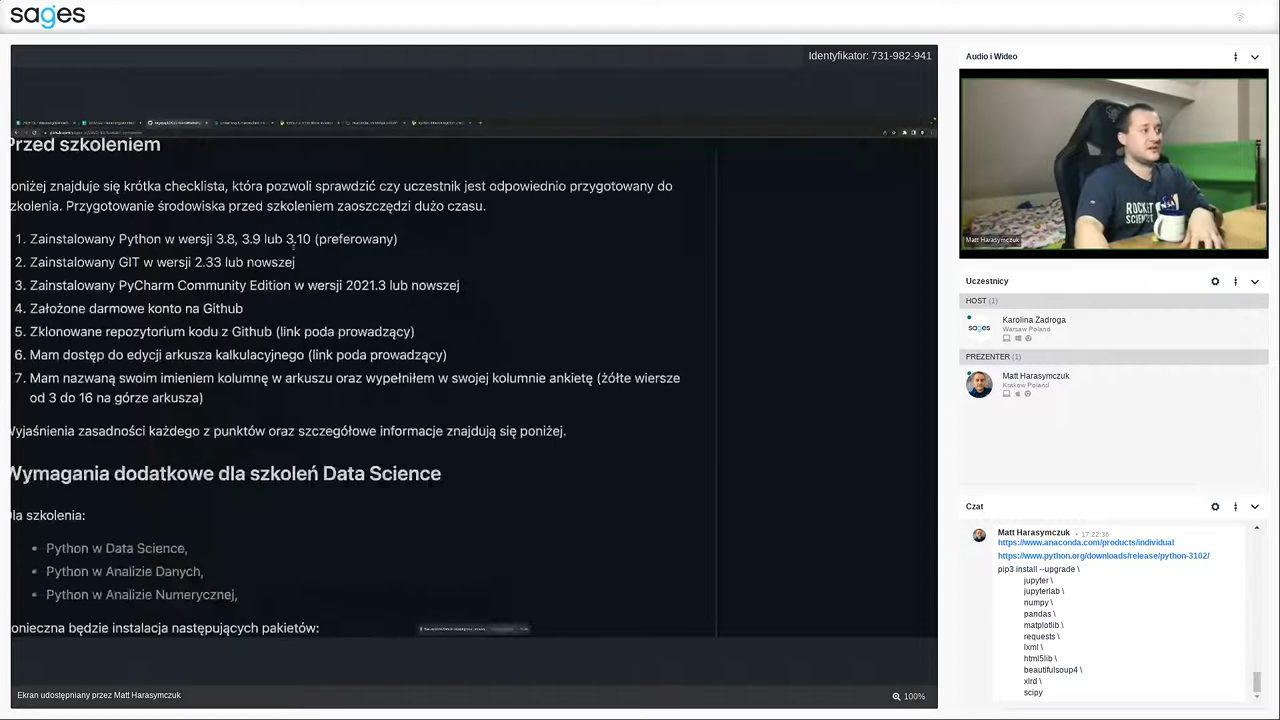 sages
Identyfikator: 731-982-941
Przed szkoleniem
oniżej znajduje się krótka checklista, która pozwoli sprawdzić czy uczestnik jest odpowiednio przygotowany do
zkolenia. Przygotowanie środowiska przed szkoleniem zaoszczędzi dużo czasu.
1. Zainstalowany Python w wersji 3.8, 3.9 lub 3.10 (preferowany)
2. Zainstalowany GIT w wersji 2.33 lub nowszej
3. Zainstalowany PyCharm Community Edition w wersji 2021.3 lub nowszej
4. Założone darmowe konto na Github
5. Zklonowane repozytorium kodu z Github (link poda prowadzący)
6. Mam dostęp do edycji arkusza kalkulacyjnego (link poda prowadzący)
7. Mam nazwaną swoim imieniem kolumnę w arkuszu oraz wypełniłem w swojej kolumnie ankietę (żółte wiersze
od 3 do 16 na górze arkusza)
Wyjaśnienia zasadności każdego z punktów oraz szczegółowe informacje znajdują się poniżej.
Wymagania dodatkowe dla szkoleń Data Science
Dla szkolenia:
• Python w Data Science,
• Python w Analizie Danych,
• Python w Analizie Numerycznej,
onieczna będzie instalacja następujących pakietów:
Ekran udostępniany przez Matt Harasymczuk
100%
Audio i Wideo
ROCKET
SCIENTIST
NASA
Matt Harasymczuk
Uczestnicy
HOST (1)
sages
Karolina Zadroga
Warsaw Poland
PREZENTER (1)
Matt Harasymczuk
Krakow Poland
Czat
Matt Harasymczuk • 17:22:36
https://www.anaconda.com/products/individual
https://www.python.org/downloads/release/python-3102/
pip3 install --upgrade \
jupyter \
jupyterlab \
numpy \
pandas \
matplotlib \
requests \
lxml \
html5lib \
beautifulsoup4 \
xlrd \
scipy